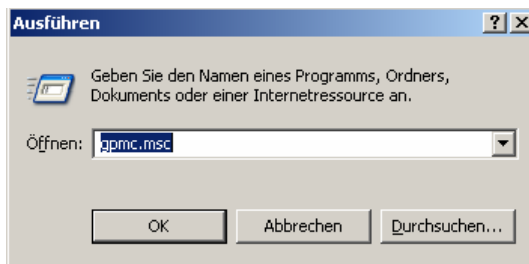 Ausführen
Geben Sie den Namen eines Programms, Ordners,
Dokuments oder einer Internetressource an.
Öffnen: gpmc.msc
OK Abbrechen Durchsuchen...